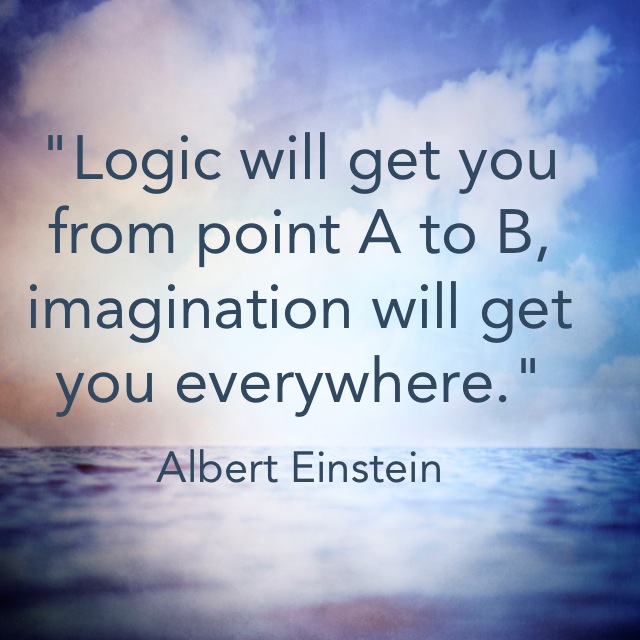 "Logic will get you
from point A to B,
imagination will get
you everywhere."
Albert Einstein